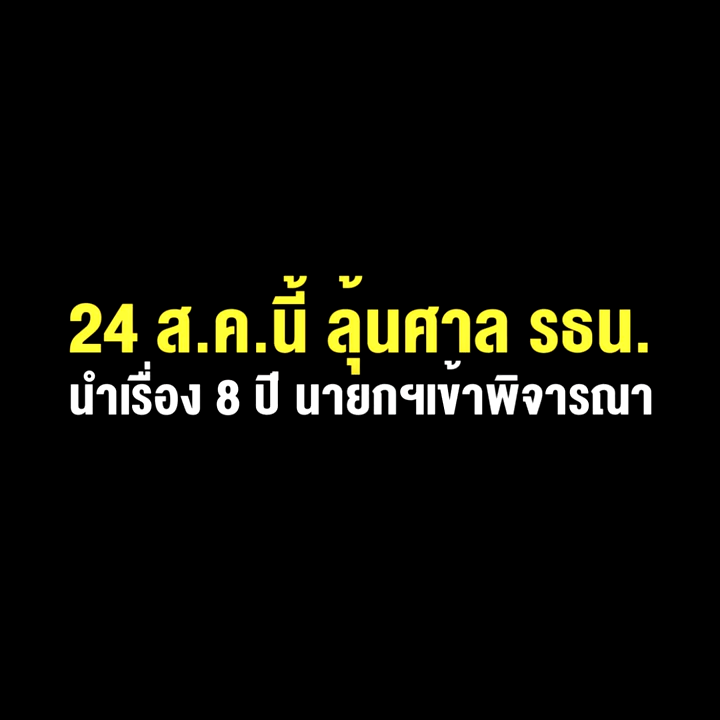 24 ส.ค.นี้ ลุ้นศาล รธน.
นำเรื่อง 8 ปี นายกฯเข้าพิจารณา